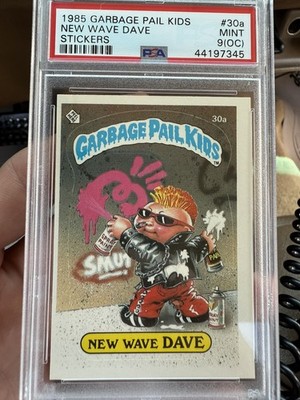 1985 GARBAGE PAIL KIDS #30a
NEW WAVE DAVE MINT
STICKERS PSA 9(OC)
44197345
30a
GARBAGE PAIL KIDS
SMUT
NEW WAVE DAVE